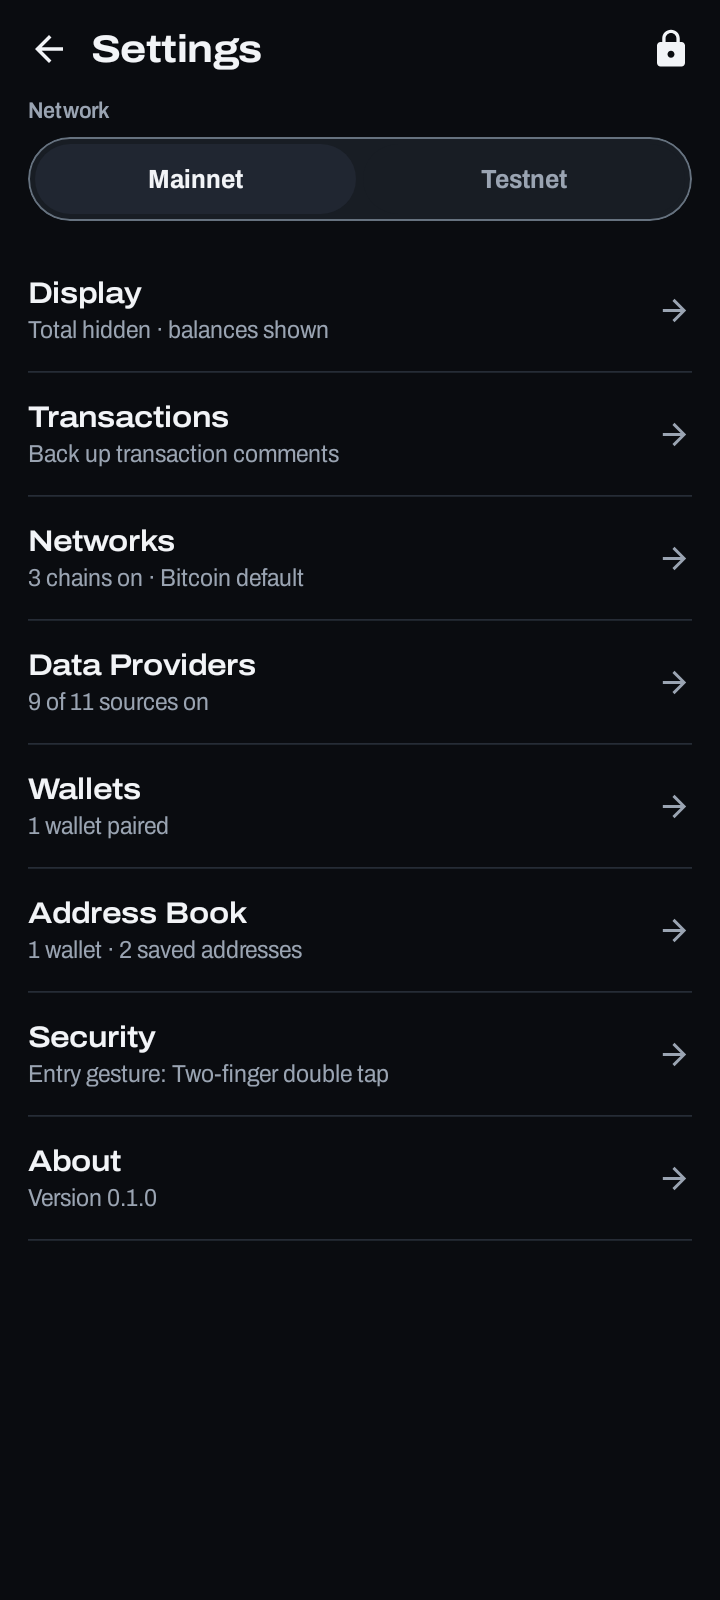 Settings
Network
Mainnet
Testnet
Display
Total hidden · balances shown
Transactions
Back up transaction comments
Networks
3 chains on · Bitcoin default
Data Providers
9 of 11 sources on
Wallets
1 wallet paired
Address Book
1 wallet · 2 saved addresses
Security
Entry gesture: Two-finger double tap
About
Version 0.1.0